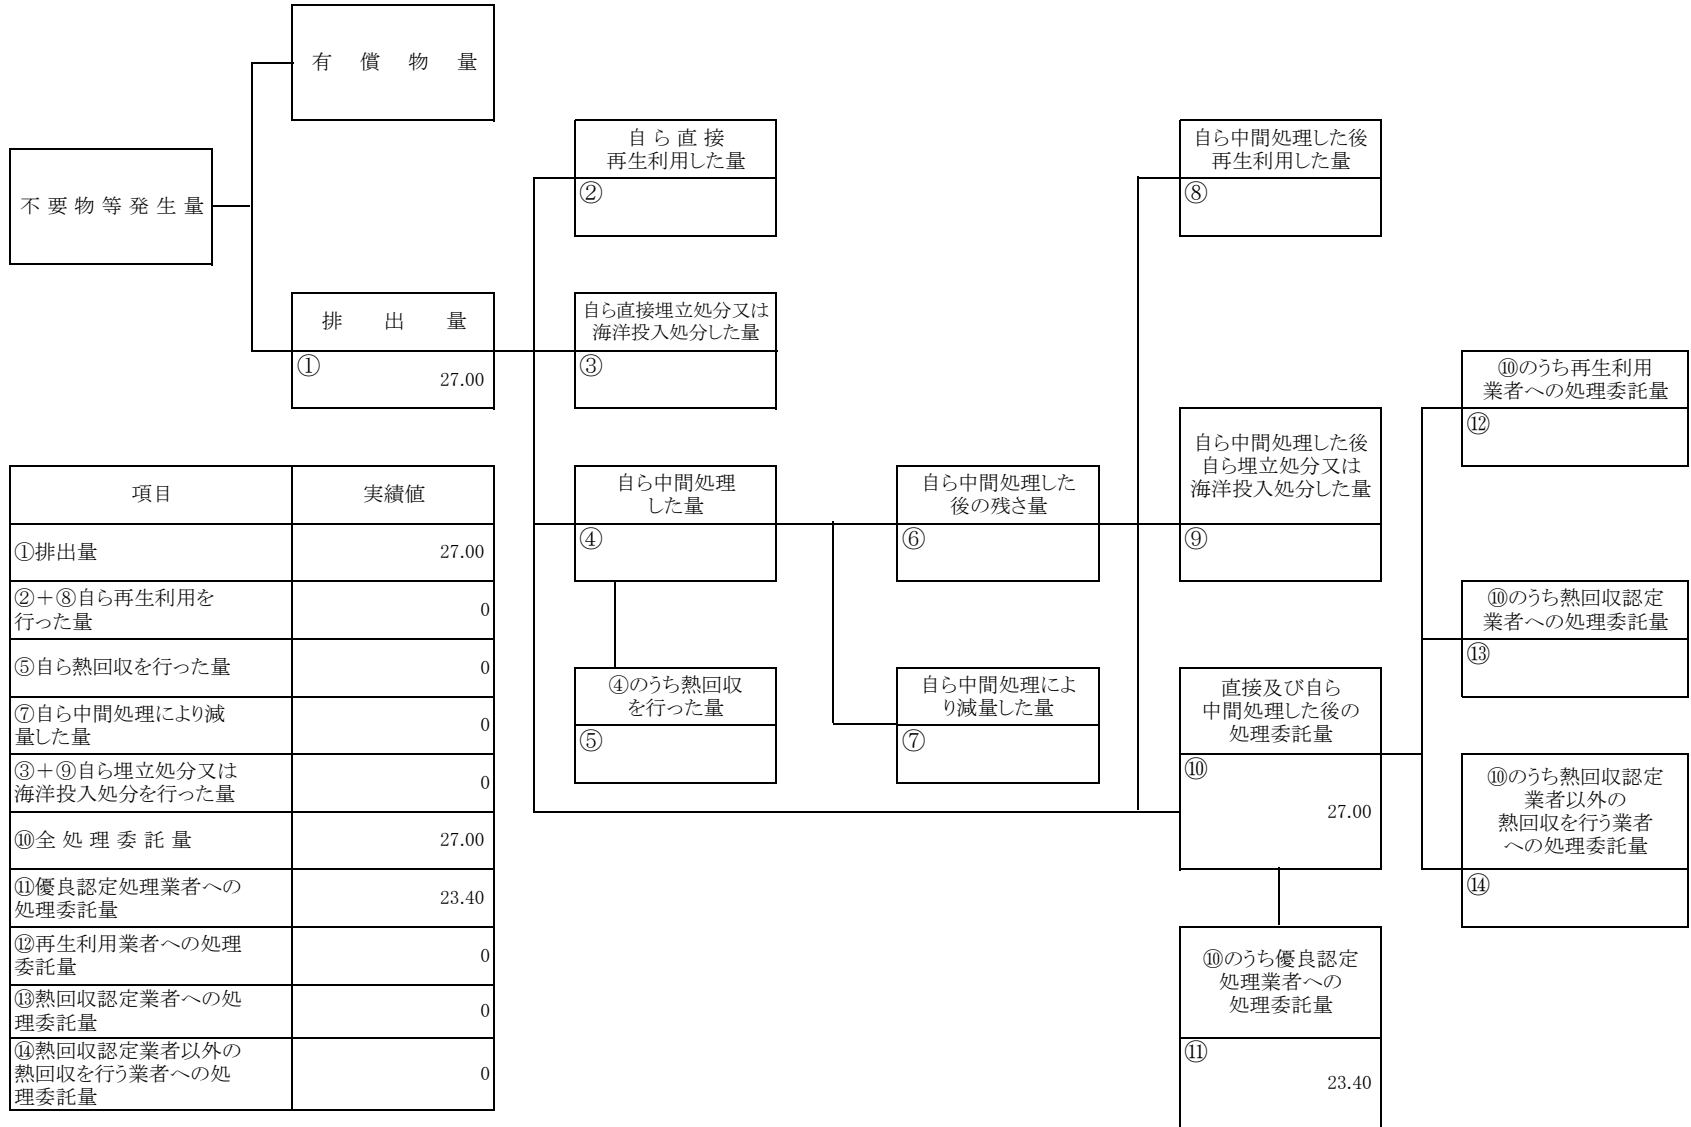 有償物量
不要物等発生量
排出量
①
27.00
自ら直接
再生利用した量
②
自ら直接埋立処分又は
海洋投入処分した量
③
自ら中間処理
した量
④
④のうち熱回収
を行った量
⑤
自ら中間処理した
後の残さ量
⑥
自ら中間処理によ
り減量した量
⑦
自ら中間処理した後
再生利用した量
⑧
自ら中間処理した後
自ら埋立処分又は
海洋投入処分した量
⑨
直接及び自ら
中間処理した後の
処理委託量
⑩
27.00
⑩のうち優良認定
処理業者への
処理委託量
⑪
23.40
⑩のうち再生利用
業者への処理委託量
⑫
⑩のうち熱回収認定
業者への処理委託量
⑬
⑩のうち熱回収認定
業者以外の
熱回収を行う業者
への処理委託量
⑭
項目 実績値
①排出量 27.00
②+⑧自ら再生利用を
行った量 0
⑤自ら熱回収を行った量 0
⑦自ら中間処理により減
量した量 0
③+⑨自ら埋立処分又は
海洋投入処分を行った量 0
⑩全処理委託量 27.00
⑪優良認定処理業者への
処理委託量 23.40
⑫再生利用業者への処理
委託量 0
⑬熱回収認定業者への処
理委託量 0
⑭熱回収認定業者以外の
熱回収を行う業者への処
理委託量 0